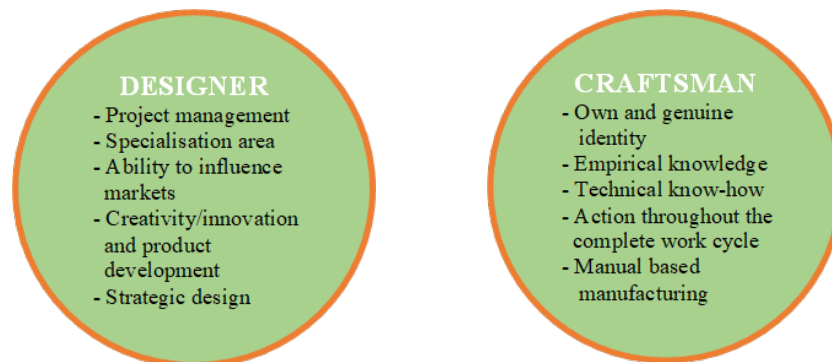 DESIGNER
- Project management
- Specialisation area
- Ability to influence
markets
- Creativity/innovation
and product
development
- Strategic design
CRAFTSMAN
- Own and genuine
identity
- Empirical knowledge
- Technical know-how
- Action throughout the
complete work cycle
- Manual based
manufacturing